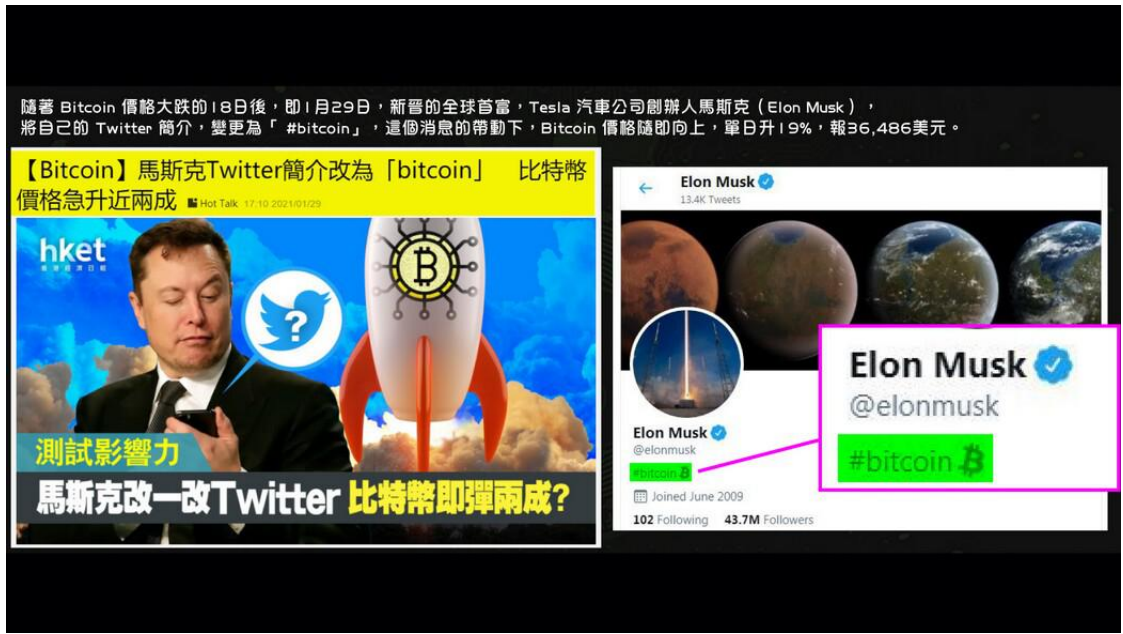 隨著 Bitcoin 價格大跌的18日後，即1月29日，新晉的全球首富，Tesla 汽車公司創辦人馬斯克（Elon Musk），
將自己的 Twitter 簡介，變更為「 #bitcoin」，這個消息的帶動下，Bitcoin 價格隨即向上，單日升19%，報36,486美元。
【Bitcoin】馬斯克Twitter簡介改為「bitcoin」 比特幣
價格急升近兩成 Hot Talk 17:10 2021/01/29
hket
香港經濟日報
?
測試影響力
馬斯克改一改Twitter 比特幣即彈兩成?
Elon Musk
13.4K Tweets
Elon Musk
@elonmusk
#bitcoin
Joined June 2009
102 Following 43.7M Followers
Elon Musk
@elonmusk
#bitcoin